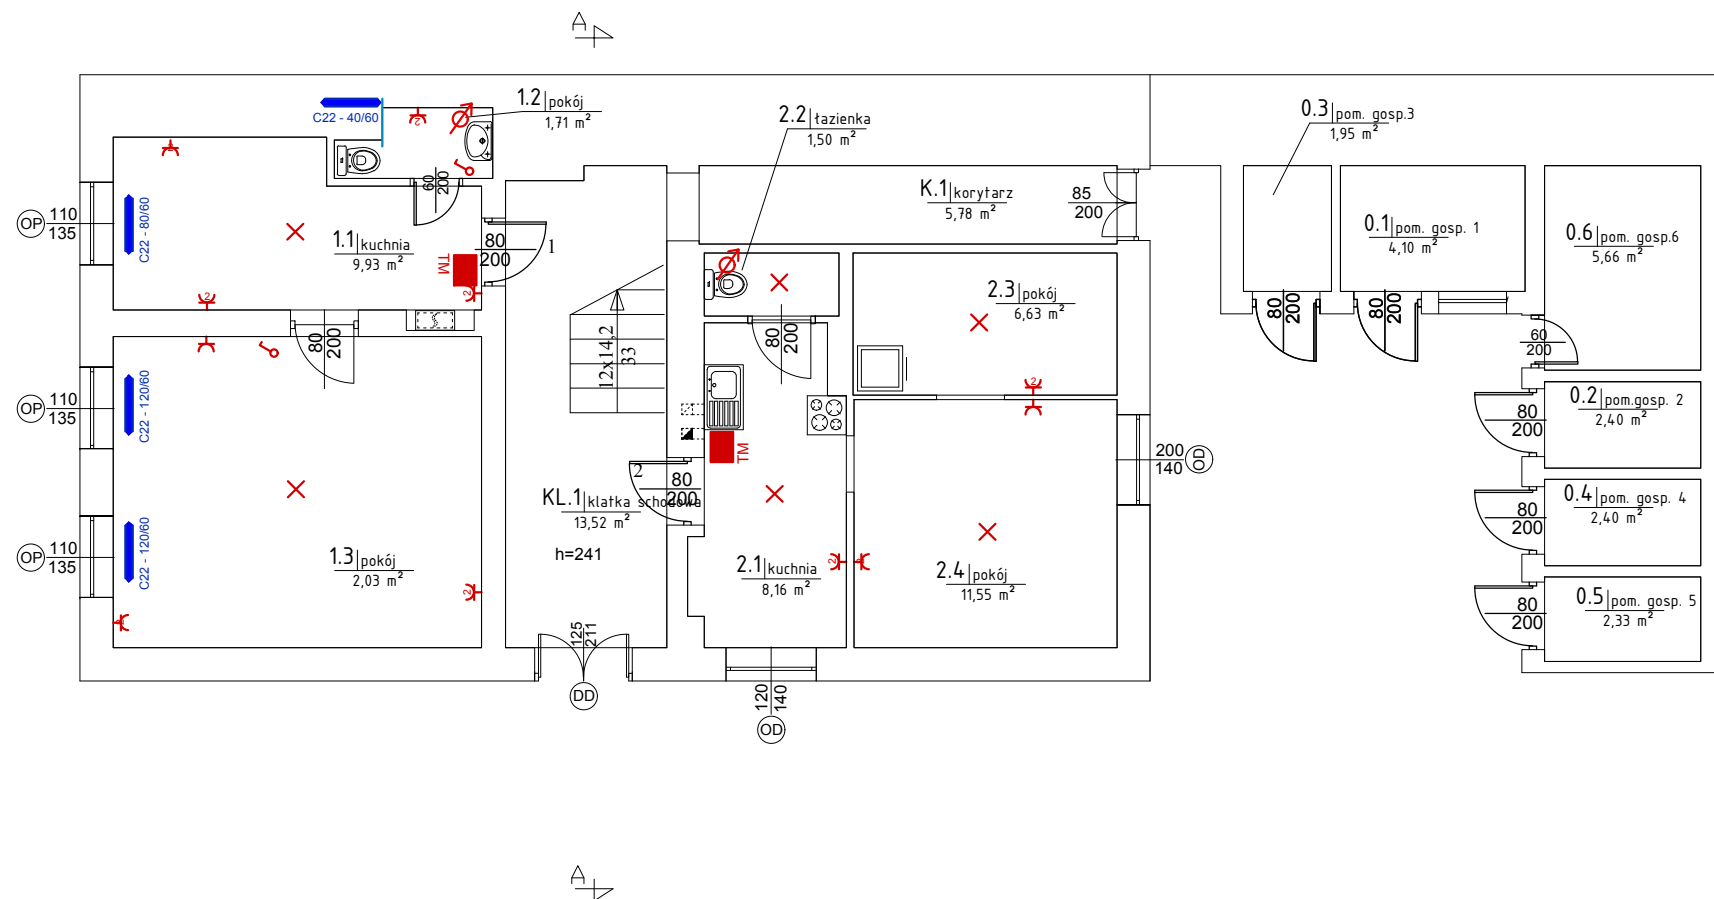 A
1.2 pokój
1,71 m²
C22 - 40/60
2
2.2 łazienka
1,50 m²
0.3 pom. gosp.3
1,95 m²
2
60
200
K.1 korytarz
5,78 m²
85
200
OP 110
135
C22 - 80/60
1.1 kuchnia
9,93 m²
80
200
1
TM
2
2
0.1 pom. gosp. 1
4,10 m²
0.6 pom. gosp.6
5,66 m²
2.3 pokój
6,63 m²
80
200
80
200
80
200
80
200
12x14,2
33
60
200
OP 110
135
C22 - 120/60
2
0.2 pom.gosp. 2
2,40 m²
80
200
TM
200
140
OD
2
80
200
KL.1 klatka schodowa
13,52 m²
h=241
0.4 pom. gosp. 4
2,40 m²
80
200
OP 110
135
C22 - 120/60
1.3 pokój
2,03 m²
2
2
2.1 kuchnia
8,16 m²
2
2.4 pokój
11,55 m²
0.5 pom. gosp. 5
2,33 m²
80
200
125
211
DD
120
140
OD
A